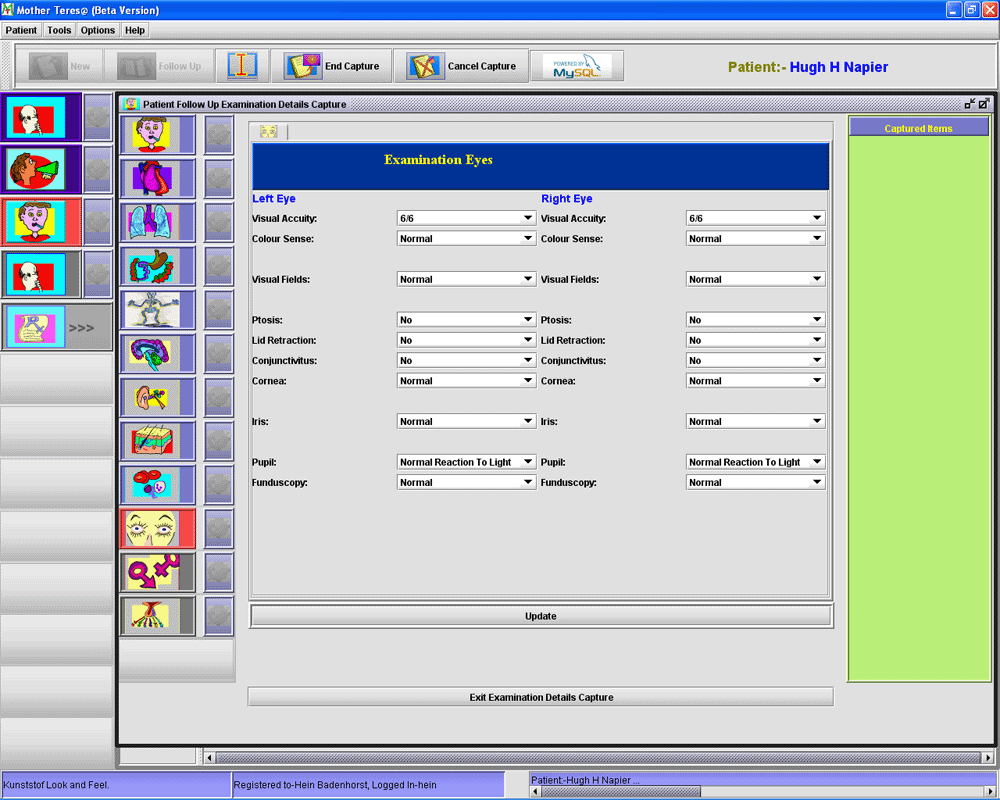 Mother Teres@ (Beta Version)
Patient Tools Options Help
New Follow Up End Capture Cancel Capture POWERED BY MySQL Patient:- Hugh H Napier
Patient Follow Up Examination Details Capture
Captured Items
Examination Eyes
Left Eye Right Eye
Visual Accuity: 6/6 Visual Accuity: 6/6
Colour Sense: Normal Colour Sense: Normal
Visual Fields: Normal Visual Fields: Normal
Ptosis: No Ptosis: No
>>>
Lid Retraction: No Lid Retraction: No
Conjunctivitus: No Conjunctivitus: No
Cornea: Normal Cornea: Normal
Iris: Normal Iris: Normal
Pupil: Normal Reaction To Light Pupil: Normal Reaction To Light
Funduscopy: Normal Funduscopy: Normal
Update
Exit Examination Details Capture
Kunststof Look and Feel. Registered to-Hein Badenhorst, Logged In-hein Patient:-Hugh H Napier ...